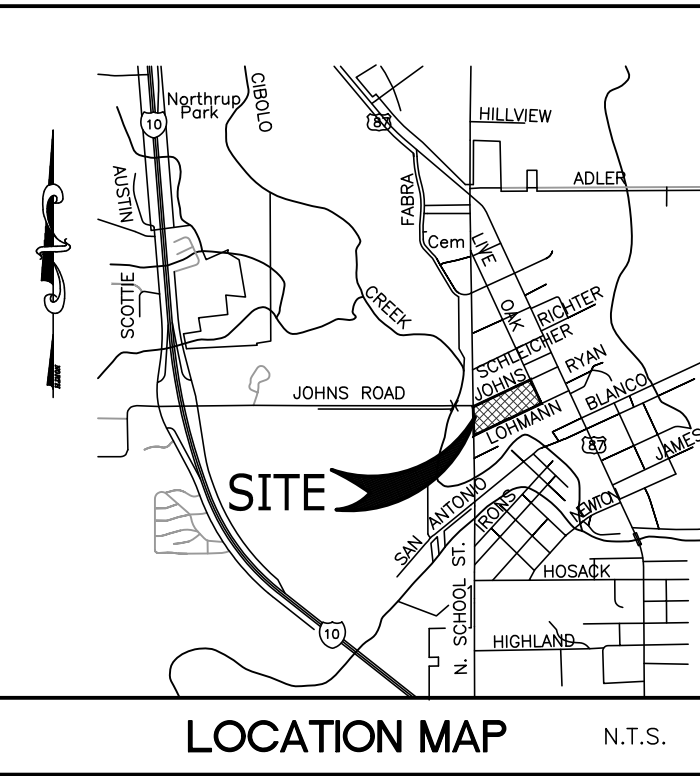 CIBOLO
Northrup
Park
10
87
HILLVIEW
ADLER
AUSTIN
FABRA
Cem
LIVE
OAK
SCOTTIE
CREEK
RICHTER
SCHLEICHER
RYAN
JOHNS
JOHNS ROAD
BLANCO
LOHMANN
87
JAMES
SITE
SAN ANTONIO
IRONS
NEWTON
N. SCHOOL ST.
HOSACK
10
HIGHLAND
LOCATION MAP
N.T.S.